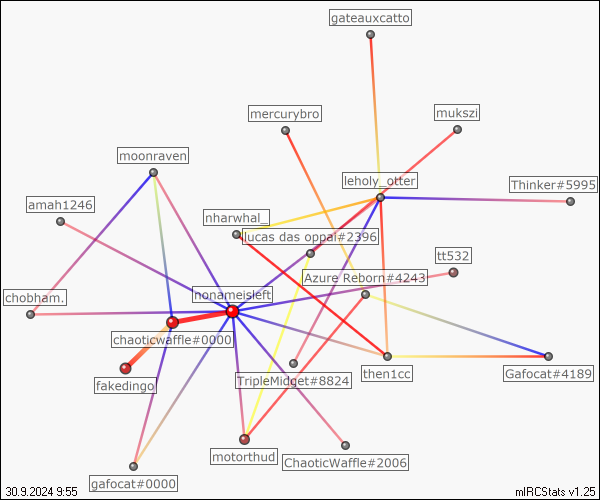 gateauxcatto
mercurybro
mukszi
moonraven
leholy_otter
Thinker#5995
amah1246
nharwhal_
lucas das oppai#2396
tt532
Azure Reborn#4243
honameisleft
chobham.
chaoticwaffle#0000
fakedingo
TripleMidget#8824
then1cc
Gafocat#4189
motorthud
ChaoticWaffle#2006
gafocat#0000
30.9.2024 9:55
mIRCStats v1.25